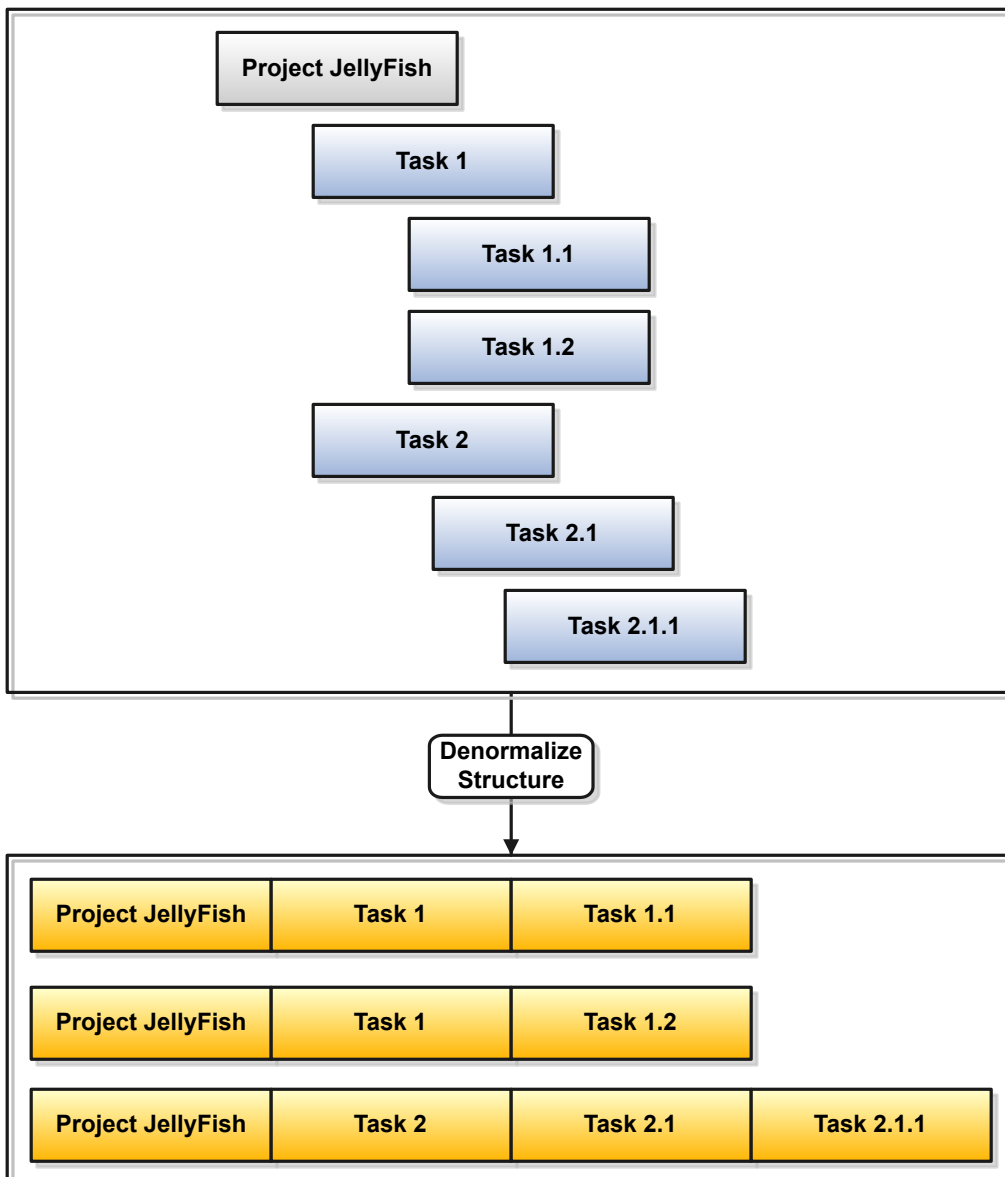 Project JellyFish
Task 1
Task 1.1
Task 1.2
Task 2
Task 2.1
Task 2.1.1
Denormalize
Structure
Project JellyFish Task 1 Task 1.1
Project JellyFish Task 1 Task 1.2
Project JellyFish Task 2 Task 2.1 Task 2.1.1